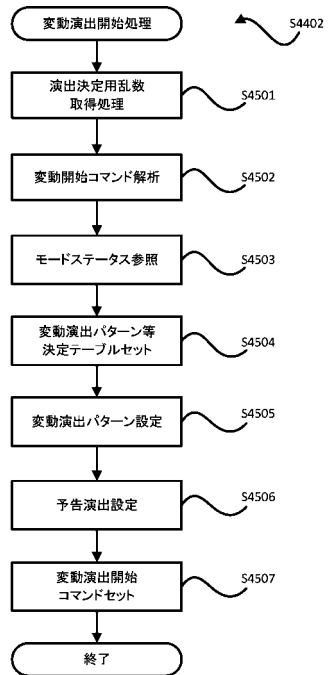 変動演出開始処理
S4402
演出決定用乱数
取得処理
S4501
変動開始コマンド解析
S4502
モードステータス参照
S4503
変動演出パターン等
決定テーブルセット
S4504
変動演出パターン設定
S4505
予告演出設定
S4506
変動演出開始
コマンドセット
S4507
終了